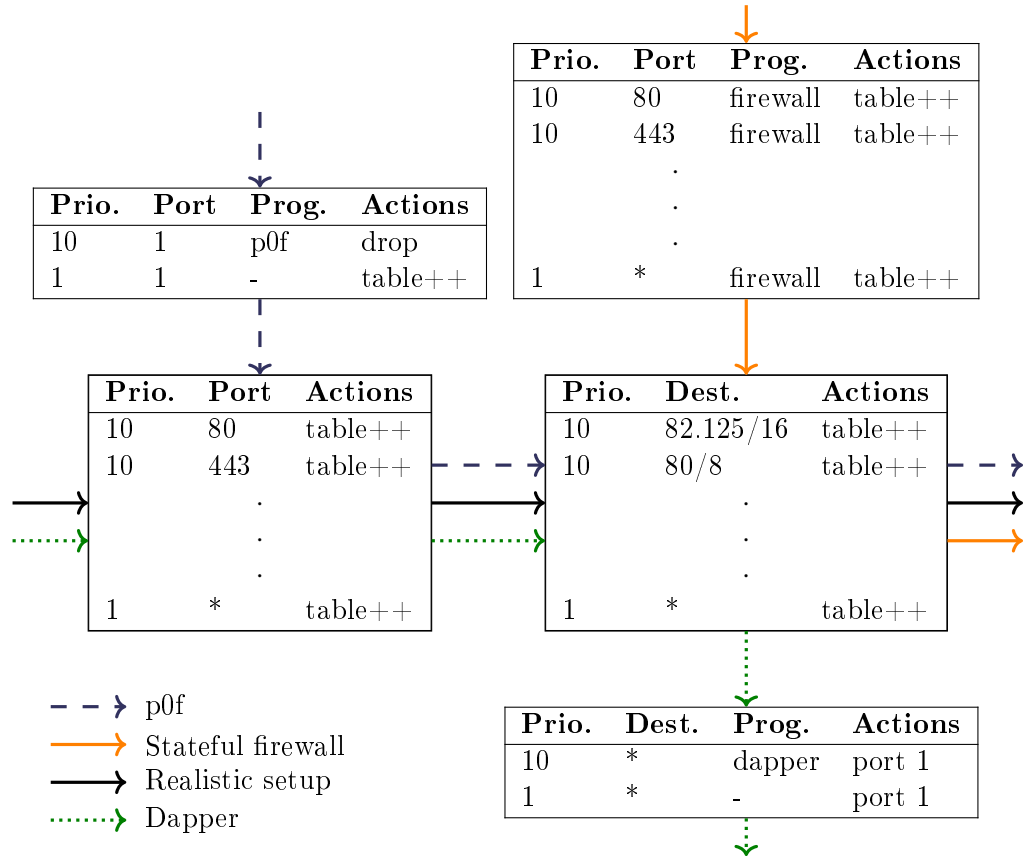 Prio. Port Prog. Actions
10 80 firewall table++
10 443 firewall table++
.
.
.
1 * firewall table++
Prio. Port Prog. Actions
10 1 p0f drop
1 1 - table++
Prio. Port Actions
10 80 table++
10 443 table++
.
.
.
1 * table++
Prio. Dest. Actions
10 82.125/16 table++
10 80/8 table++
.
.
.
1 * table++
p0f
Stateful firewall
Realistic setup
Dapper
Prio. Dest. Prog. Actions
10 * dapper port 1
1 * - port 1